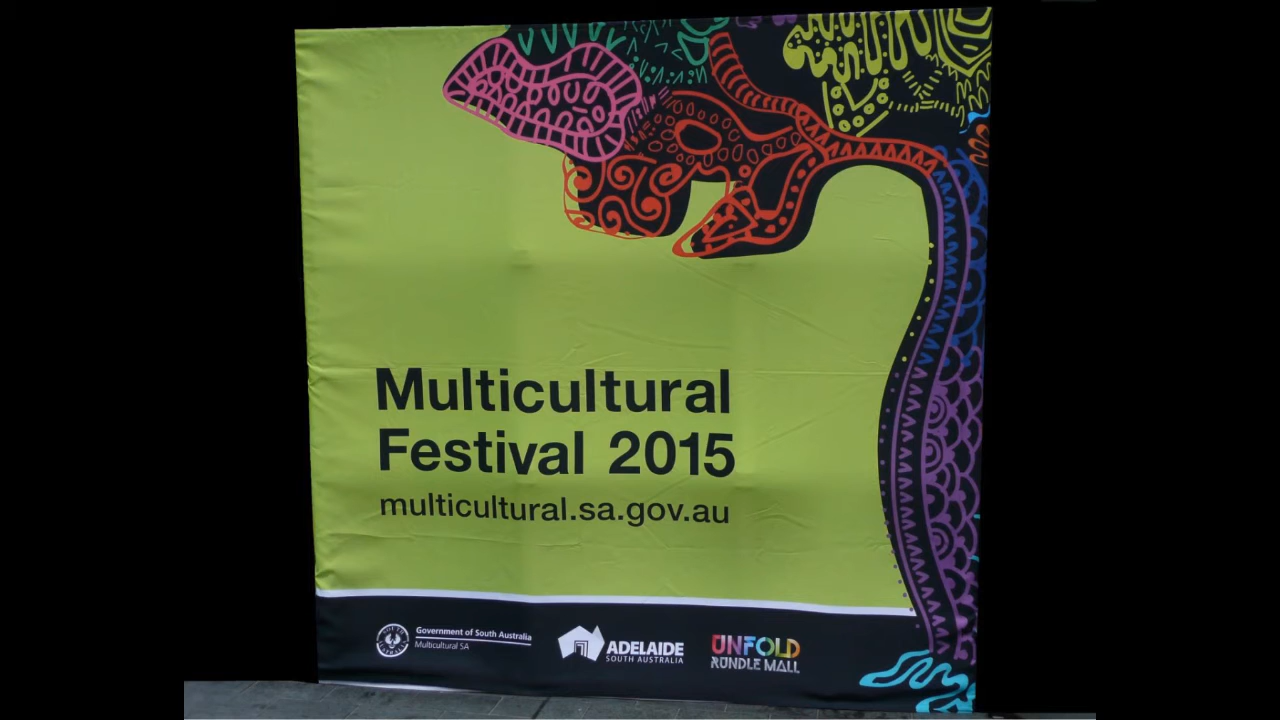 Multicultural
Festival 2015
multicultural.sa.gov.au
Government of South Australia
Multicultural SA
ADELAIDE
SOUTH AUSTRALIA
UNFOLD
RUNDLE MALL